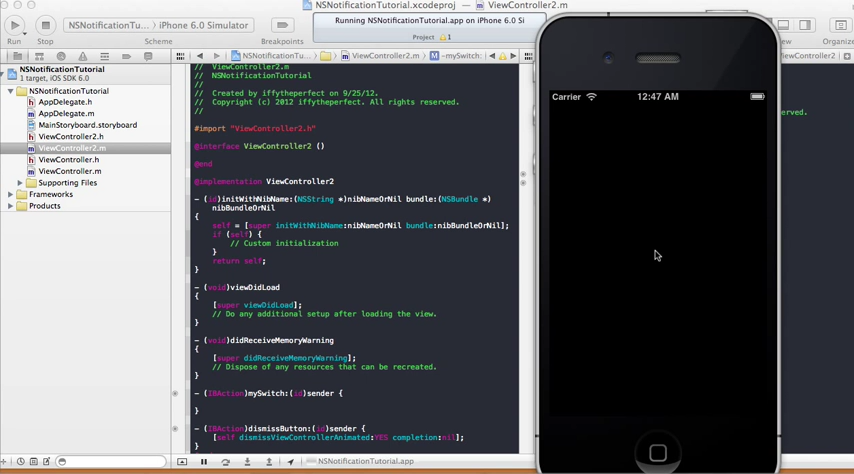 NSNotificationTutorial.xcodeproj — ViewController2.m
Run
Stop
NSNotificationTu... iPhone 6.0 Simulator
Scheme
Breakpoints
Running NSNotificationTutorial.app on iPhone 6.0 Si
Project 1
Organize
NSNotificationTu... ViewController2.m -mySwitch:
ViewController2
NSNotificationTutorial
1 target, iOS SDK 6.0
NSNotificationTutorial
AppDelegate.h
AppDelegate.m
MainStoryboard.storyboard
ViewController2.h
ViewController2.m
ViewController.h
ViewController.m
Supporting Files
Frameworks
Products
// ViewController2.m
// NSNotificationTutorial
//
// Created by iffytheperfect on 9/25/12.
// Copyright (c) 2012 iffytheperfect. All rights reserved.
//
#import "ViewController2.h"
@interface ViewController2 ()
@end
@implementation ViewController2
- (id)initWithNibName:(NSString *)nibNameOrNil bundle:(NSBundle *)
nibBundleOrNil
{
self = [super initWithNibName:nibNameOrNil bundle:nibBundleOrNil];
if (self) {
// Custom initialization
}
return self;
}
- (void)viewDidLoad
{
[super viewDidLoad];
// Do any additional setup after loading the view.
}
- (void)didReceiveMemoryWarning
{
[super didReceiveMemoryWarning];
// Dispose of any resources that can be recreated.
}
- (IBAction)mySwitch:(id)sender {
}
- (IBAction)dismissButton:(id)sender {
[self dismissViewControllerAnimated:YES completion:nil];
}
NSNotificationTutorial.app
Carrier 12:47 AM
erved.